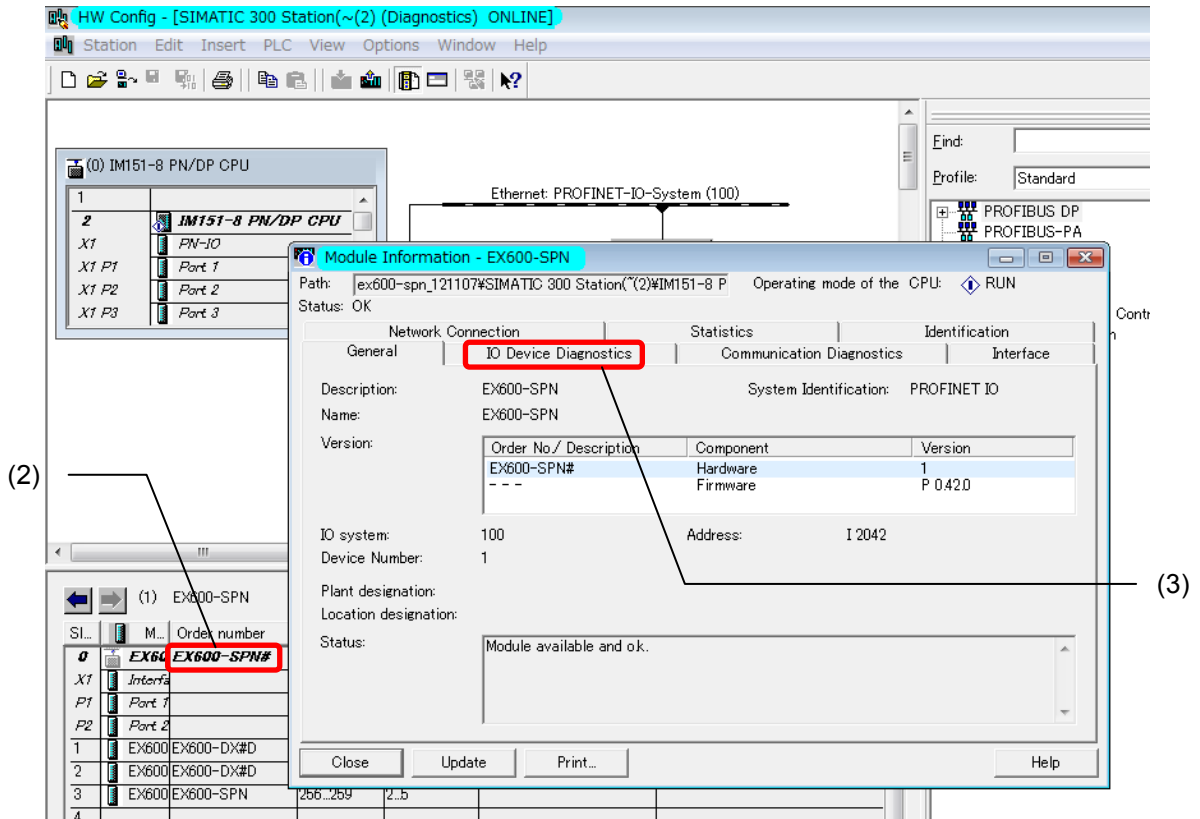 HW Config - [SIMATIC 300 Station(~(2) (Diagnostics) ONLINE]
Station Edit Insert PLC View Options Window Help
Find:
Profile: Standard
PROFIBUS DP
PROFIBUS-PA
(0) IM151-8 PN/DP CPU
1
2 IM151-8 PN/DP CPU
X1 PN-IO
X1 P1 Port 1
X1 P2 Port 2
X1 P3 Port 3
Ethernet: PROFINET-IO-System (100)
Contr
Module Information - EX600-SPN
Path: ex600-spn_121107¥SIMATIC 300 Station(~(2)¥IM151-8 P Operating mode of the CPU: RUN
Status: OK
Network Connection Statistics Identification
General IO Device Diagnostics Communication Diagnostics Interface
Description: EX600-SPN System Identification: PROFINET IO
Name: EX600-SPN
Version:
Order No./ Description Component Version
EX600-SPN# Hardware 1
- - - Firmware P 0.42.0
IO system: 100 Address: I 2042
Device Number: 1
Plant designation:
Location designation:
Status: Module available and ok.
Close Update Print... Help
(2)
(3)
(1) EX600-SPN
Sl... M... Order number
0 EX60 EX600-SPN#
X1 Interfa
P1 Port 1
P2 Port 2
1 EX600 EX600-DX#D
2 EX600 EX600-DX#D
3 EX600 EX600-SPN 256...259 2...5
4